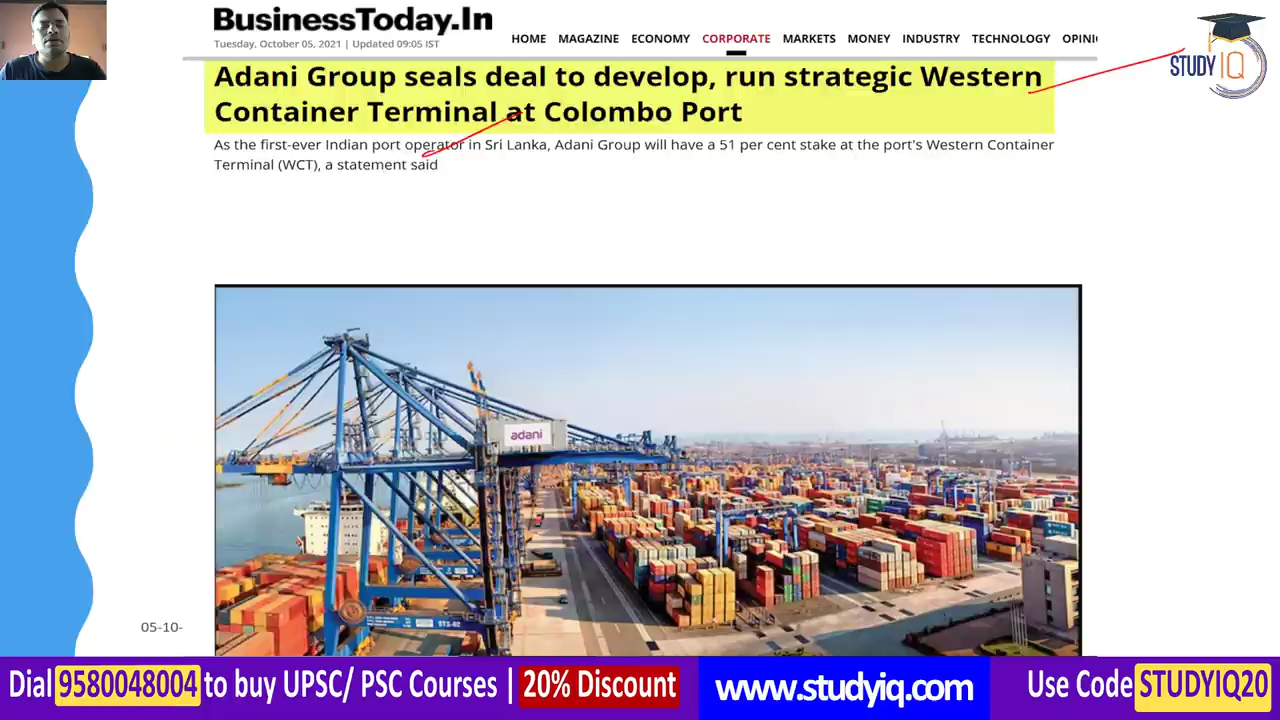 BusinessToday.In
Tuesday, October 05, 2021 | Updated 09:05 IST
HOME MAGAZINE ECONOMY CORPORATE MARKETS MONEY INDUSTRY TECHNOLOGY OPINI
STUDY IQ
Adani Group seals deal to develop, run strategic Western
Container Terminal at Colombo Port
As the first-ever Indian port operator in Sri Lanka, Adani Group will have a 51 per cent stake at the port's Western Container
Terminal (WCT), a statement said
adani
05-10-
Dial 9580048004 to buy UPSC/ PSC Courses | 20% Discount
www.studyiq.com
Use Code STUDYIQ20